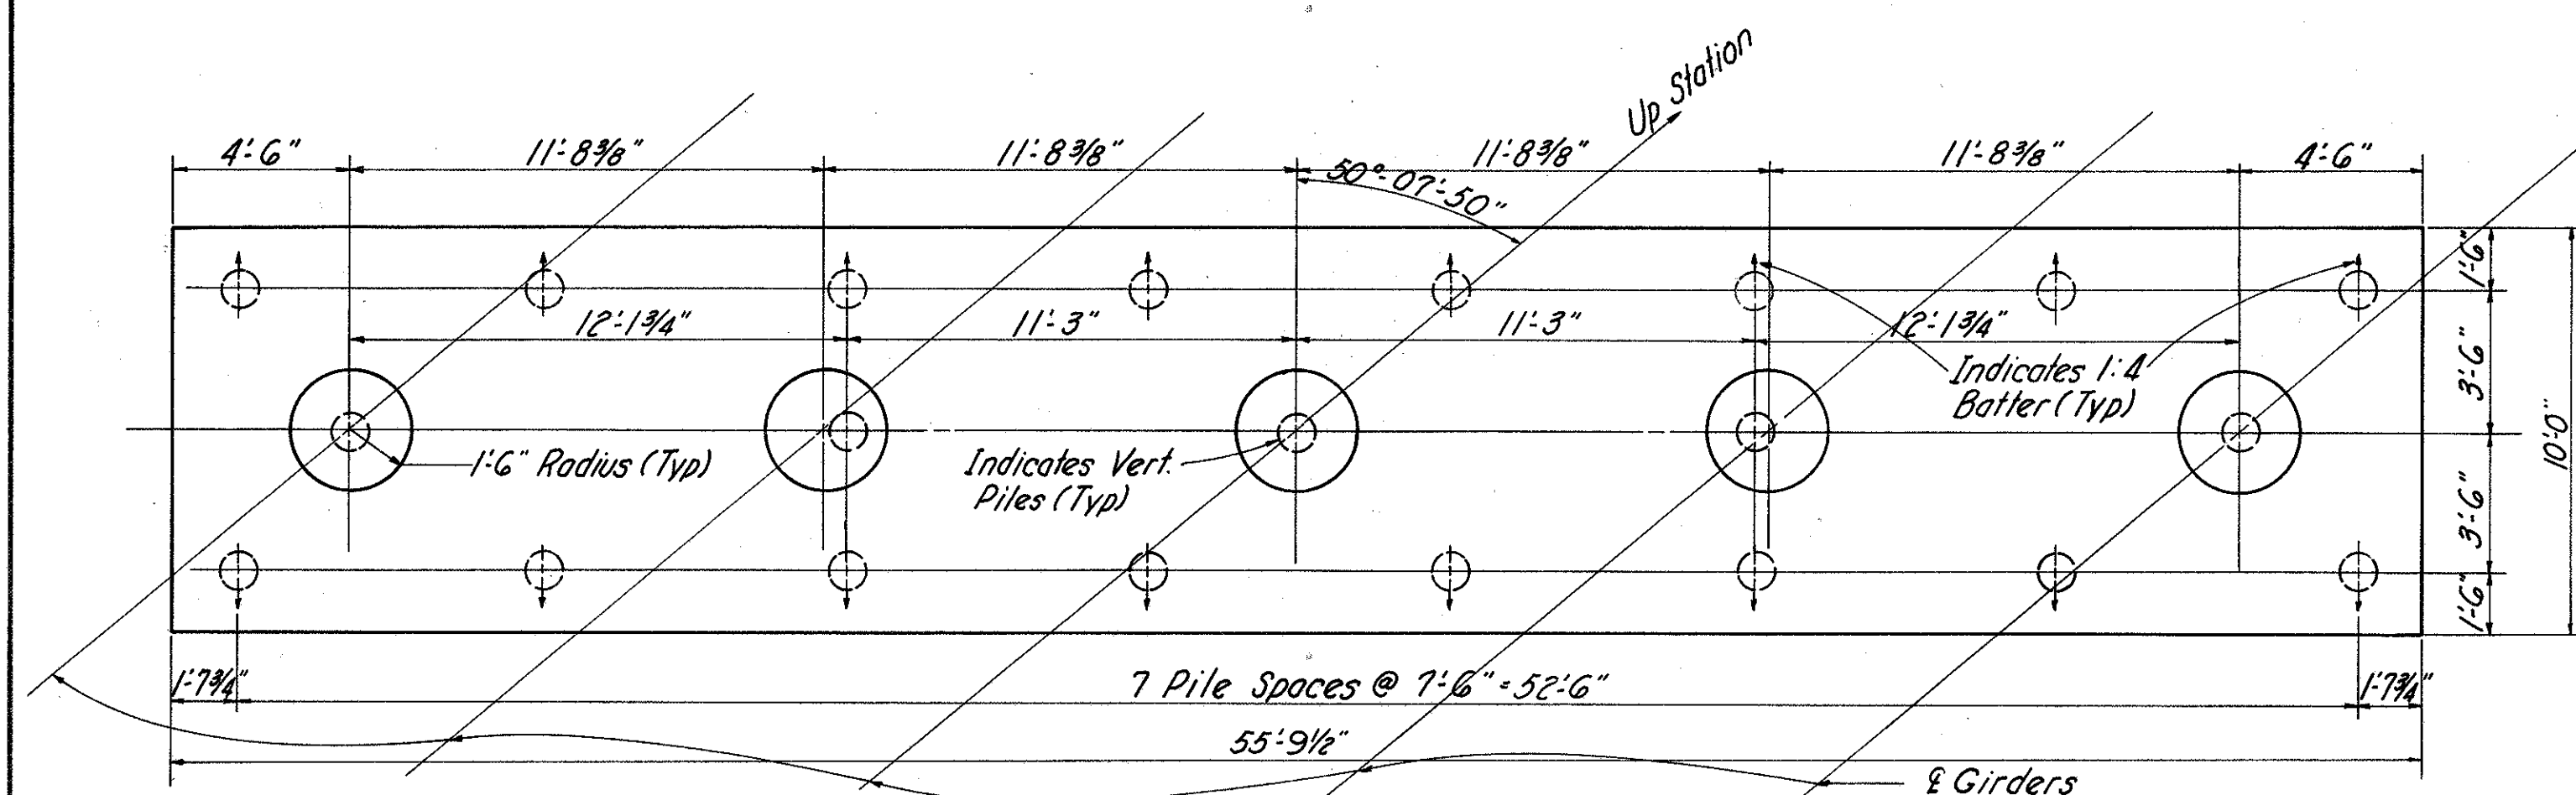 Up Station
4'-6"
11'-8 3/8"
11'-8 3/8"
11'-8 3/8"
11'-8 3/8"
4'-6"
50°-07'-50"
1'-6"
12'-1 3/4"
11'-3"
11'-3"
12'-1 3/4"
3'-6"
10'-0"
Indicates 1:4
Batter (Typ)
1'-6" Radius (Typ)
Indicates Vert.
Piles (Typ)
3'-6"
1'-6"
1'-7 3/4"
7 Pile Spaces @ 7'-6" = 52'-6"
1'-7 3/4"
55'-9 1/2"
℄ Girders